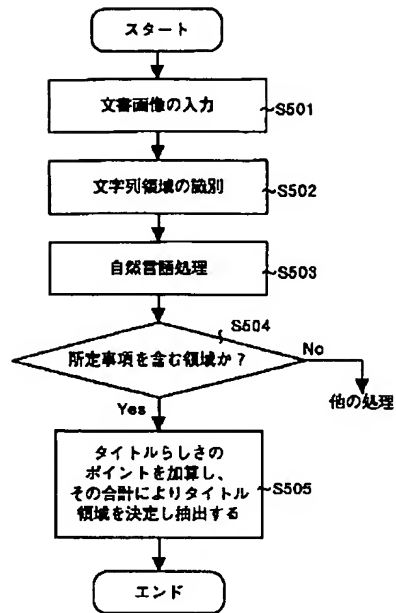 スタート
文書画像の入力
S501
文字列領域の識別
S502
自然言語処理
S503
S504
所定事項を含む領域か？
No
他の処理
Yes
タイトルらしさの
ポイントを加算し、
その合計によりタイトル
領域を決定し抽出する
S505
エンド